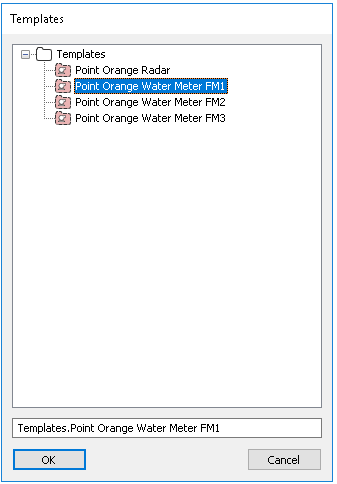 Templates
Templates
Point Orange Radar
Point Orange Water Meter FM1
Point Orange Water Meter FM2
Point Orange Water Meter FM3
Templates.Point Orange Water Meter FM1
OK Cancel